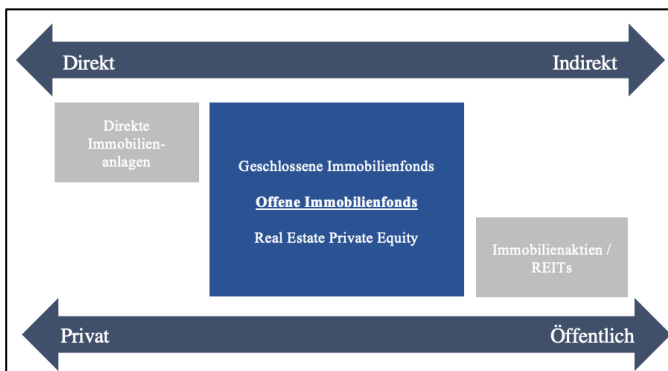 Direkt Indirekt
Direkte
Immobilien-
anlagen
Geschlossene Immobilienfonds
Offene Immobilienfonds
Real Estate Private Equity
Immobilienaktien /
REITs
Privat Öffentlich